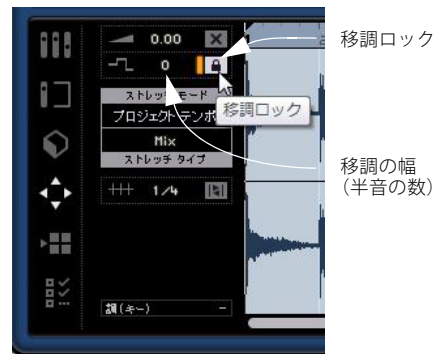 0.00
移調ロック
0
ストレッチ モード
プロジェクト テンポ
移調ロック
Mix
ストレッチ タイプ
移調の幅
（半音の数）
1/4
調(キー)
-